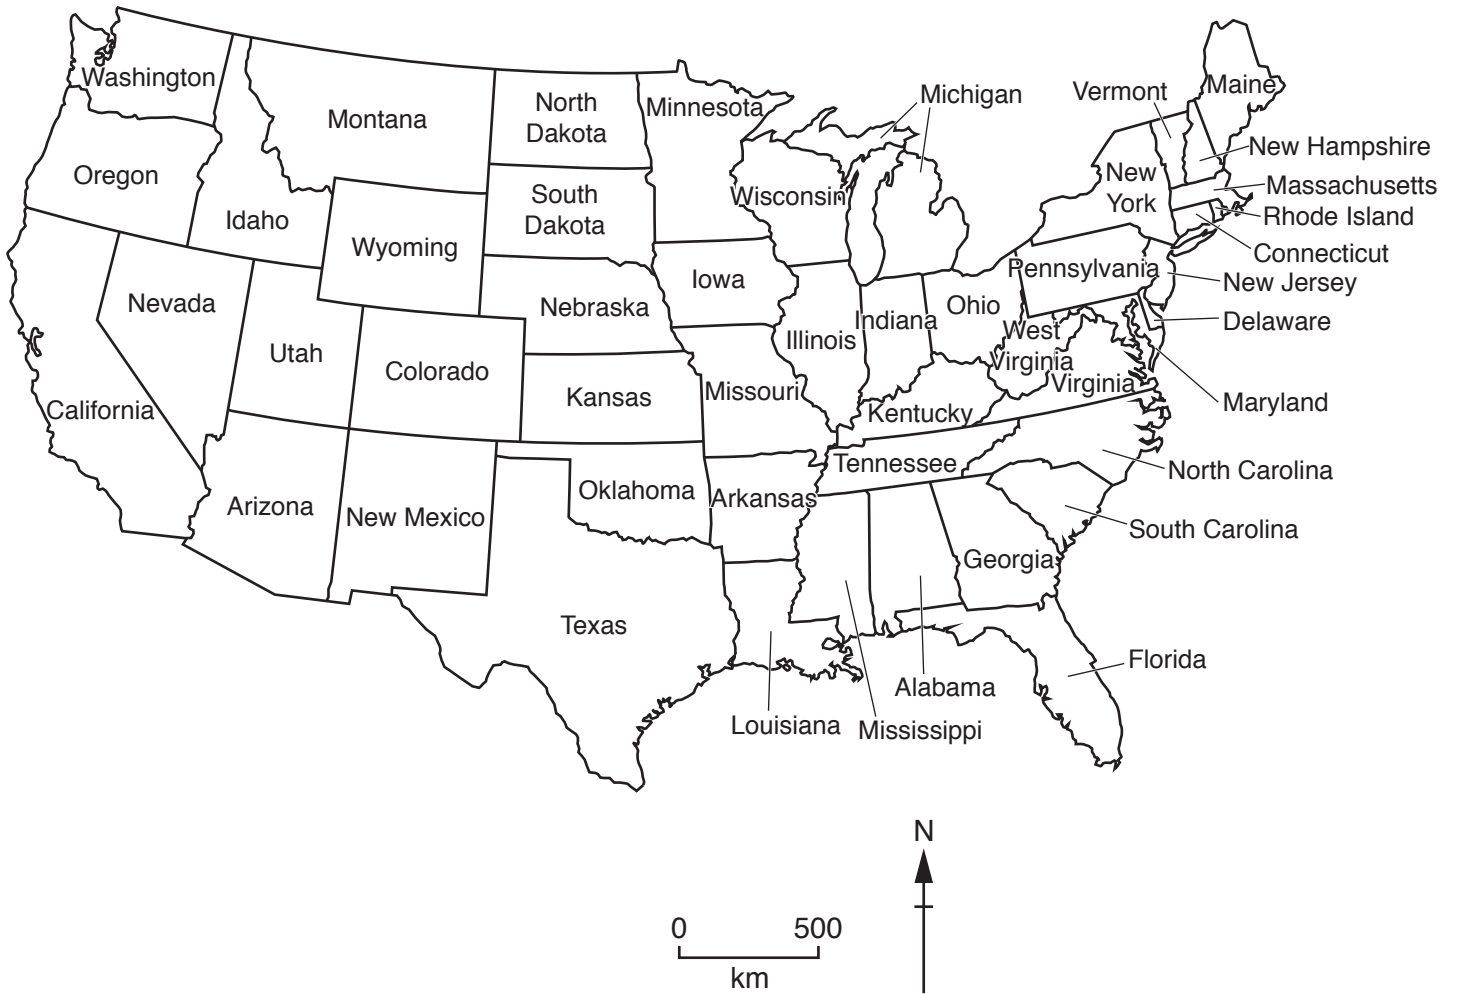 Washington
Montana
North
Dakota
Minnesota
Michigan
Vermont
Maine
Oregon
Idaho
South
Dakota
Wisconsin
New
York
New Hampshire
Massachusetts
Rhode Island
Connecticut
Wyoming
Iowa
Pennsylvania
New Jersey
Nevada
Nebraska
Ohio
Indiana
Illinois
West
Virginia
Delaware
Utah
Colorado
Kansas
Missouri
Virginia
Maryland
California
Kentucky
Tennessee
North Carolina
Arizona
New Mexico
Oklahoma
Arkansas
South Carolina
Georgia
Texas
Florida
Alabama
Louisiana
Mississippi
N
0 500
km